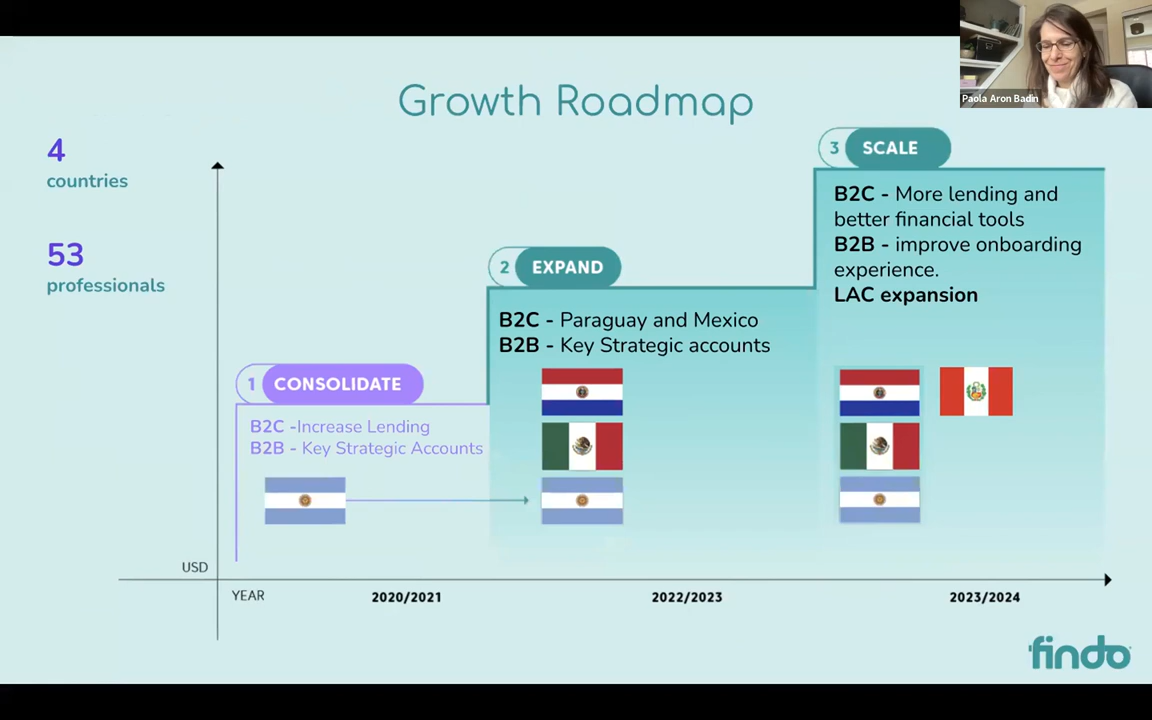 Paola Aron Badin
Growth Roadmap
4
countries
53
professionals
3 SCALE
B2C - More lending and
better financial tools
B2B - improve onboarding
experience.
LAC expansion
2 EXPAND
B2C - Paraguay and Mexico
B2B - Key Strategic accounts
1 CONSOLIDATE
B2C -Increase Lending
B2B - Key Strategic Accounts
USD
YEAR
2020/2021
2022/2023
2023/2024
findo